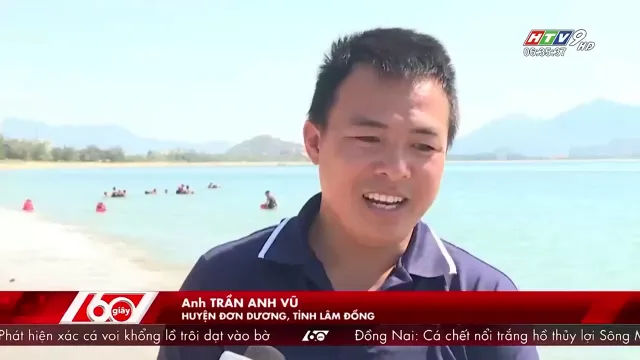 HTV9 HD
06:35:37
Anh TRẦN ANH VŨ
60 giây
HUYỆN ĐƠN DƯƠNG, TỈNH LÂM ĐỒNG
Phát hiện xác cá voi khổng lồ trôi dạt vào bờ 60 Đồng Nai: Cá chết nổi trắng hồ thủy lợi Sông